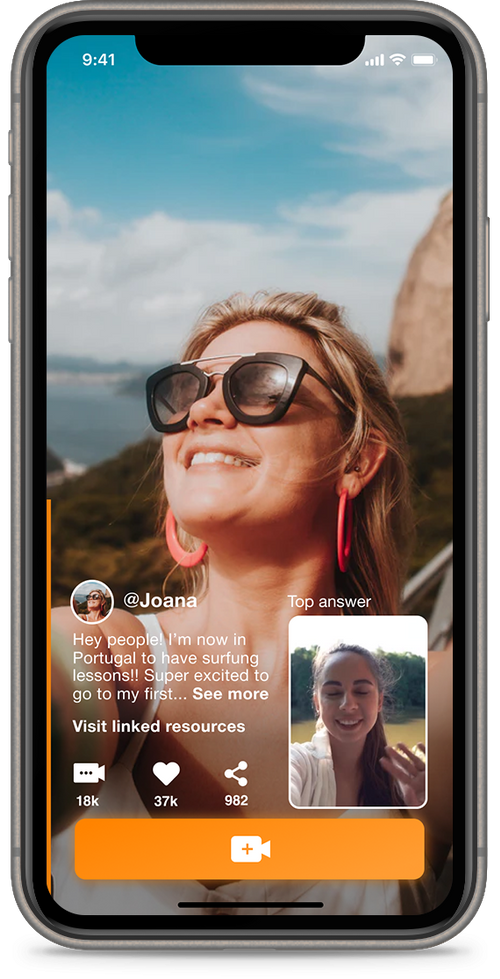 9:41
@Joana
Hey people! I'm now in
Portugal to have surfung
lessons!! Super excited to
go to my first... See more
Visit linked resources
18k
37k
982
Top answer